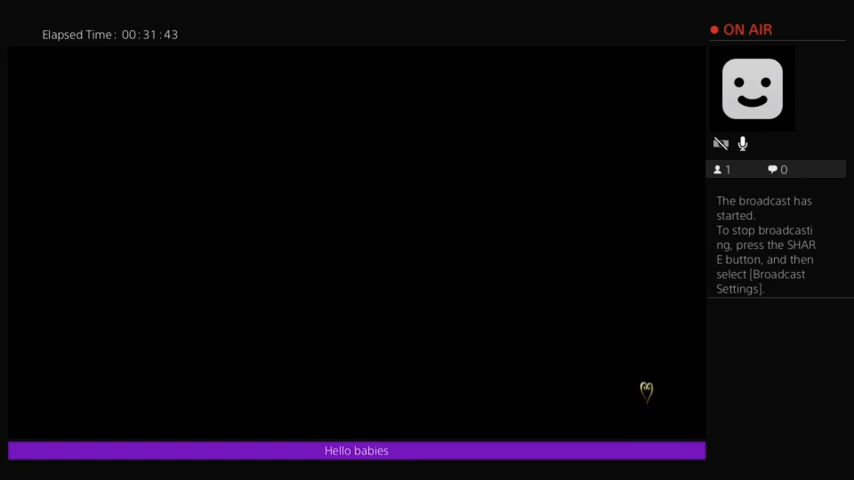 Elapsed Time: 00:31:43
ON AIR
1 0
The broadcast has
started.
To stop broadcasti
ng, press the SHAR
E button, and then
select [Broadcast
Settings].
Hello babies